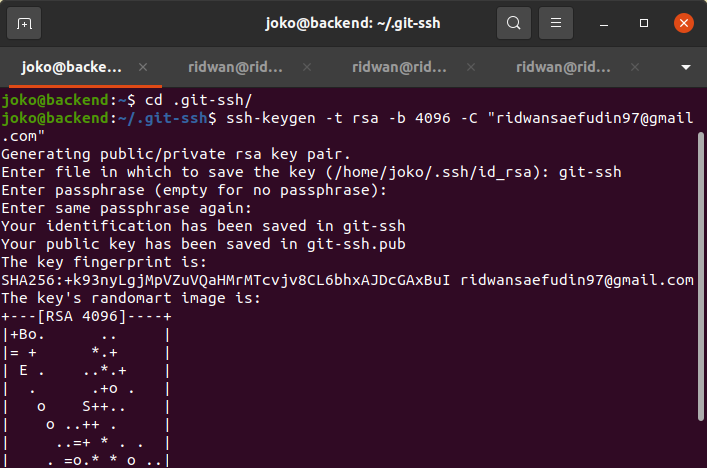 joko@backend: ~/.git-ssh
joko@backe... × ridwan@rid... × ridwan@rid... × ridwan@rid... ×
joko@backend:~$ cd .git-ssh/
joko@backend:~/.git-ssh$ ssh-keygen -t rsa -b 4096 -C "ridwansaefudin97@gmail
.com"
Generating public/private rsa key pair.
Enter file in which to save the key (/home/joko/.ssh/id_rsa): git-ssh
Enter passphrase (empty for no passphrase):
Enter same passphrase again:
Your identification has been saved in git-ssh
Your public key has been saved in git-ssh.pub
The key fingerprint is:
SHA256:+k93nyLgjMpVZuVQaHMrMTcvjv8CL6bhxAJDcGAxBuI ridwansaefudin97@gmail.com
The key's randomart image is:
+---[RSA 4096]----+
|+Bo.      ..     |
|= +      *.+     |
| E .    ..*.+    |
|  .      .+o .   |
|   o    S++..    |
|    o ..++ .     |
|     ..=+ * . .  |
|    . =o.* * o ..|